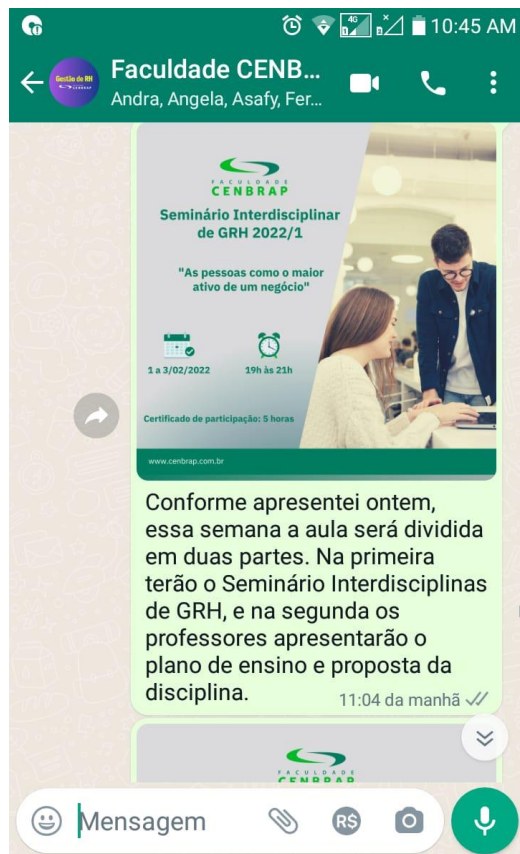 4G
10:45 AM
Gestão de RH
Faculdade CENB...
Andra, Angela, Asafy, Fer...
FACULDADE
CENBRAP
Seminário Interdisciplinar
de GRH 2022/1
"As pessoas como o maior
ativo de um negócio"
1 a 3/02/2022
19h às 21h
Certificado de participação: 5 horas
www.cenbrap.com.br
Conforme apresentei ontem,
essa semana a aula será dividida
em duas partes. Na primeira
terão o Seminário Interdisciplinas
de GRH, e na segunda os
professores apresentarão o
plano de ensino e proposta da
disciplina.
11:04 da manhã
FACULDADE
CENBRAP
Mensagem
R$